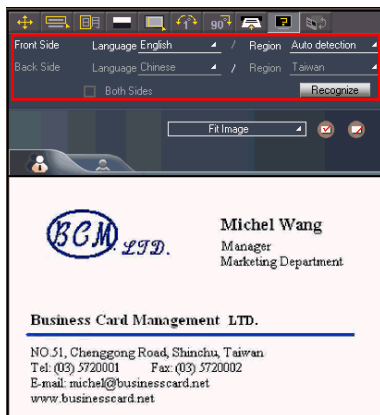 1
90°
?
Front Side Language English / Region Auto detection
Back Side Language Chinese / Region Taiwan
Both Sides Recognize
Fit Image
BCM. LTD.
Michel Wang
Manager
Marketing Department
Business Card Management LTD.
NO.51, Chenggong Road, Shinchu, Taiwan
Tel: (03) 5720001 Fax: (03) 5720002
E-mail: michel@businesscard.net
www.businesscard.net